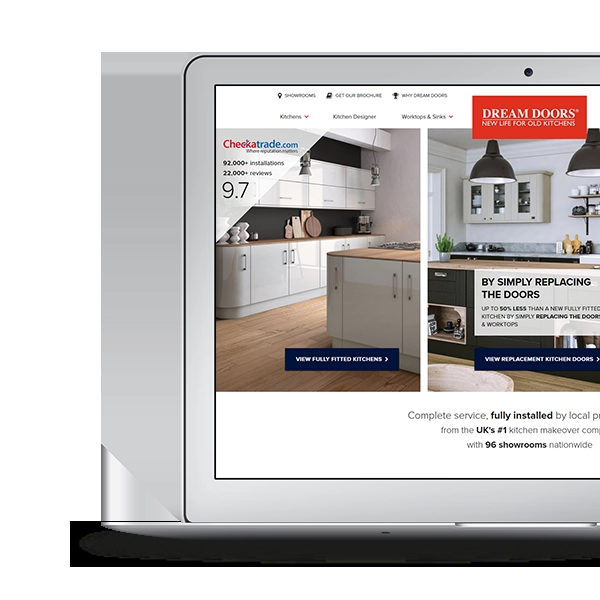 SHOWROOMS GET OUR BROCHURE WHY DREAM DOORS
Kitchens Kitchen Designer Worktops & Sinks
DREAM DOORS®
NEW LIFE FOR OLD KITCHENS
Checkatrade.com
Where reputation matters
92,000+ installations
22,000+ reviews
9.7
BY SIMPLY REPLACING
THE DOORS
UP TO 50% LESS THAN A NEW FULLY FITTED
KITCHEN BY SIMPLY REPLACING THE DOORS
& WORKTOPS
VIEW FULLY FITTED KITCHENS
VIEW REPLACEMENT KITCHEN DOORS
Complete service, fully installed by local
from the UK's #1 kitchen makeover
with 96 showrooms nationwide